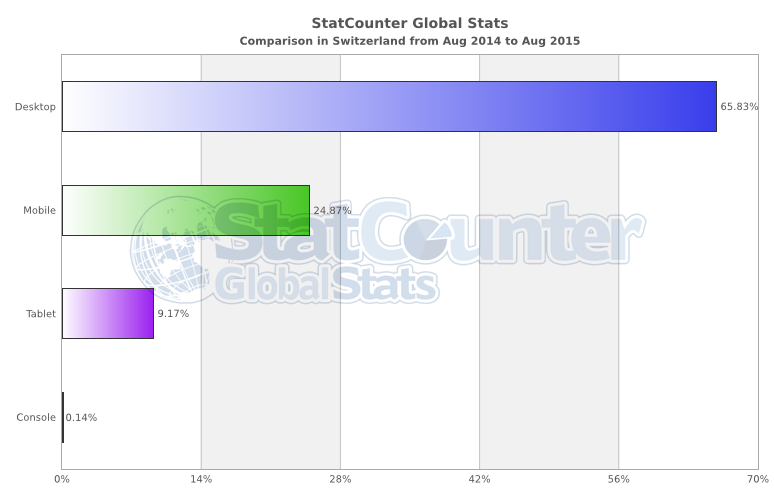 StatCounter Global Stats
Comparison in Switzerland from Aug 2014 to Aug 2015
Desktop
65.83%
Mobile
24.87%
StatCounter
GlobalStats
Tablet
9.17%
Console
0.14%
0%
14%
28%
42%
56%
70%